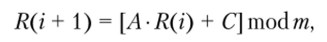 R(i + 1) = [A · R(i) + C] mod m,